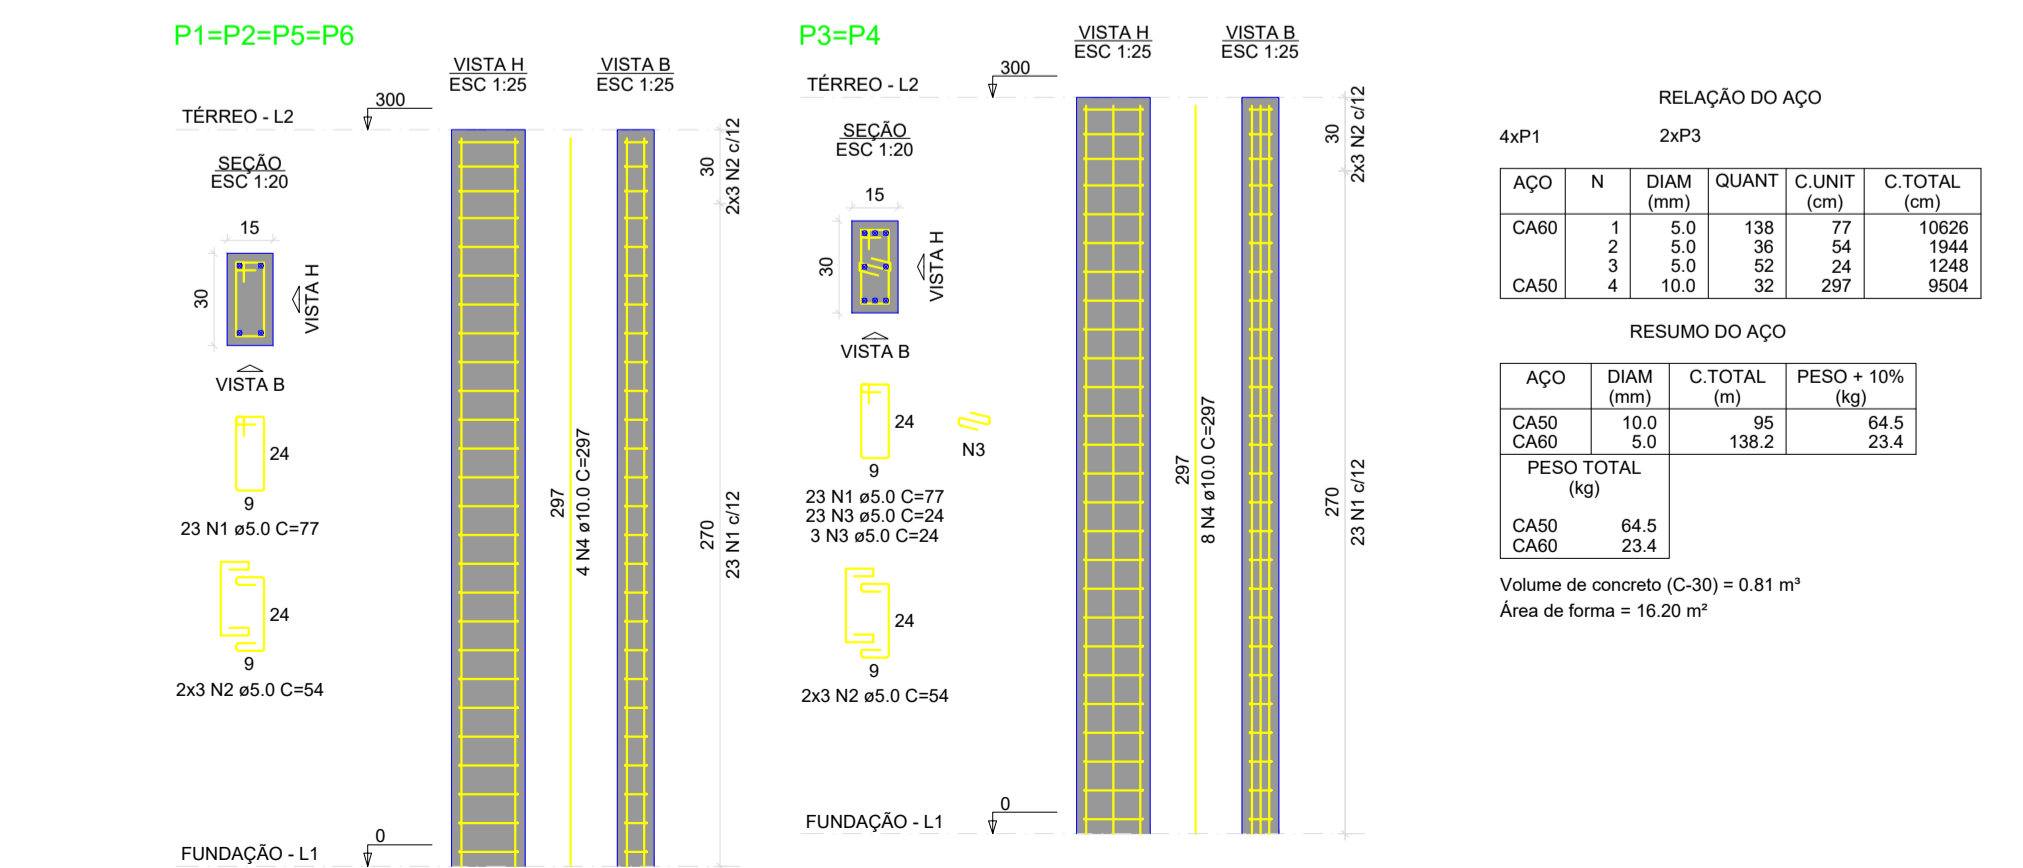 P1=P2=P5=P6
VISTA H
ESC 1:25
VISTA B
ESC 1:25
TÉRREO - L2
300
SEÇÃO
ESC 1:20
15
30
VISTA H
VISTA B
24
9
23 N1 ø5.0 C=77
24
9
2x3 N2 ø5.0 C=54
297
4 N4 ø10.0 C=297
30
2x3 N2 c/12
270
23 N1 c/12
FUNDAÇÃO - L1
0
P3=P4
VISTA H
ESC 1:25
VISTA B
ESC 1:25
TÉRREO - L2
300
SEÇÃO
ESC 1:20
15
30
VISTA H
VISTA B
24
9
N3
23 N1 ø5.0 C=77
23 N3 ø5.0 C=24
3 N3 ø5.0 C=24
24
9
2x3 N2 ø5.0 C=54
297
8 N4 ø10.0 C=297
30
2x3 N2 c/12
270
23 N1 c/12
FUNDAÇÃO - L1
0
RELAÇÃO DO AÇO
4xP1 2xP3
AÇO N DIAM QUANT C.UNIT C.TOTAL
(mm) (cm) (cm)
CA60 1 5.0 138 77 10626
2 5.0 36 54 1944
3 5.0 52 24 1248
CA50 4 10.0 32 297 9504
RESUMO DO AÇO
AÇO DIAM C.TOTAL PESO + 10%
(mm) (m) (kg)
CA50 10.0 95 64.5
CA60 5.0 138.2 23.4
PESO TOTAL
(kg)
CA50 64.5
CA60 23.4
Volume de concreto (C-30) = 0.81 m³
Área de forma = 16.20 m²